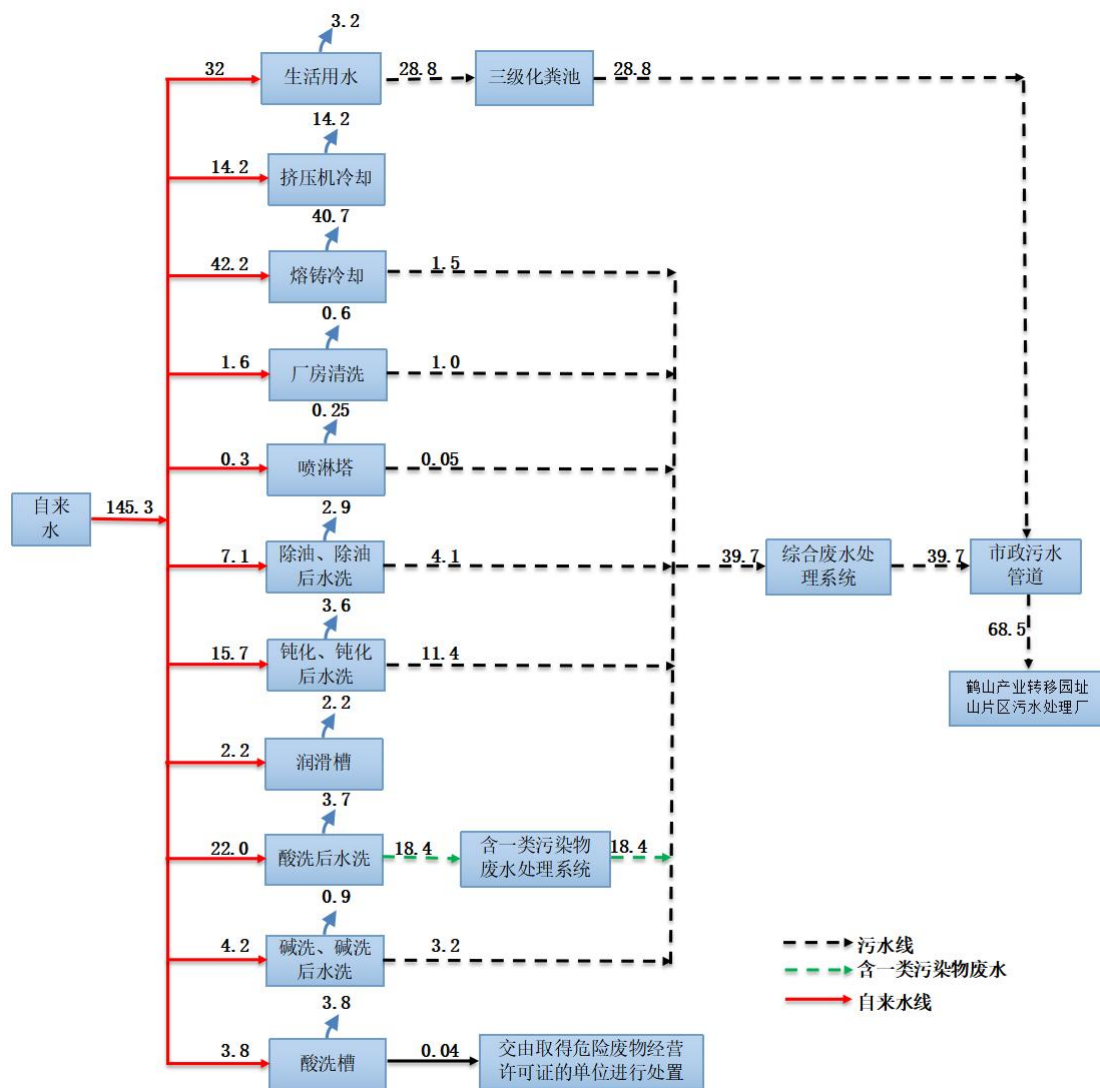 3.2
32
生活用水
28.8
三级化粪池
28.8
14.2
14.2
挤压机冷却
40.7
42.2
熔铸冷却
1.5
0.6
1.6
厂房清洗
1.0
0.25
0.3
喷淋塔
0.05
自来
水
145.3
2.9
7.1
除油、除油
后水洗
4.1
39.7
综合废水处
理系统
39.7
市政污水
管道
3.6
15.7
钝化、钝化
后水洗
11.4
68.5
鹤山产业转移园址
山片区污水处理厂
2.2
2.2
润滑槽
3.7
22.0
酸洗后水洗
18.4
含一类污染物
废水处理系统
18.4
0.9
4.2
碱洗、碱洗
后水洗
3.2
污水线
含一类污染物废水
自来水线
3.8
3.8
酸洗槽
0.04
交由取得危险废物经营
许可证的单位进行处置